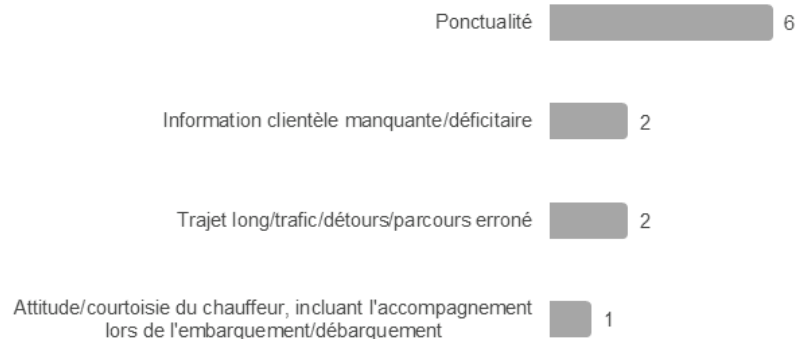 Ponctualité 6
Information clientèle manquante/déficitaire 2
Trajet long/trafic/détours/parcours erroné 2
Attitude/courtoisie du chauffeur, incluant l'accompagnement
lors de l'embarquement/débarquement 1